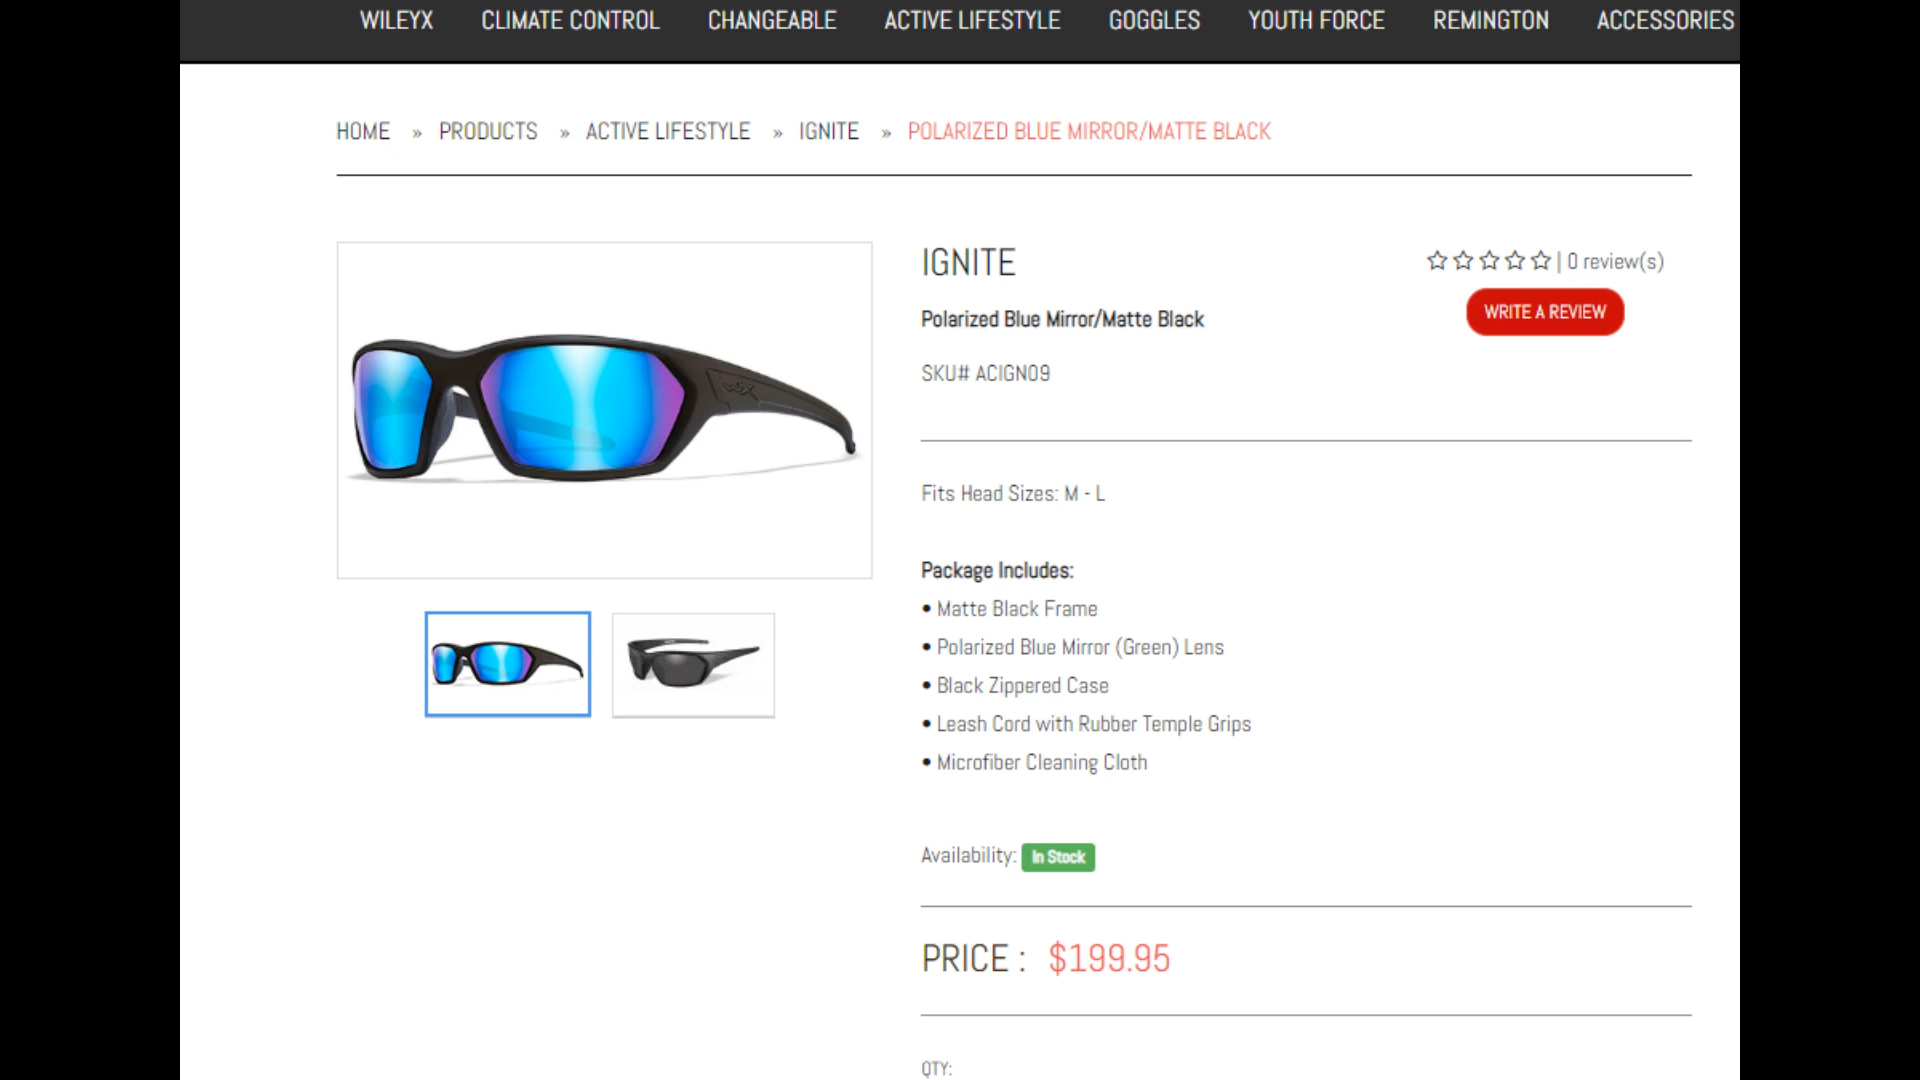 WILEYX CLIMATE CONTROL CHANGEABLE ACTIVE LIFESTYLE GOGGLES YOUTH FORCE REMINGTON ACCESSORIES
HOME » PRODUCTS » ACTIVE LIFESTYLE » IGNITE » POLARIZED BLUE MIRROR/MATTE BLACK
IGNITE
| 0 review(s)
WRITE A REVIEW
Polarized Blue Mirror/Matte Black
SKU# ACIGN09
Fits Head Sizes: M - L
Package Includes:
• Matte Black Frame
• Polarized Blue Mirror (Green) Lens
• Black Zippered Case
• Leash Cord with Rubber Temple Grips
• Microfiber Cleaning Cloth
Availability: In Stock
PRICE : $199.95
QTY: